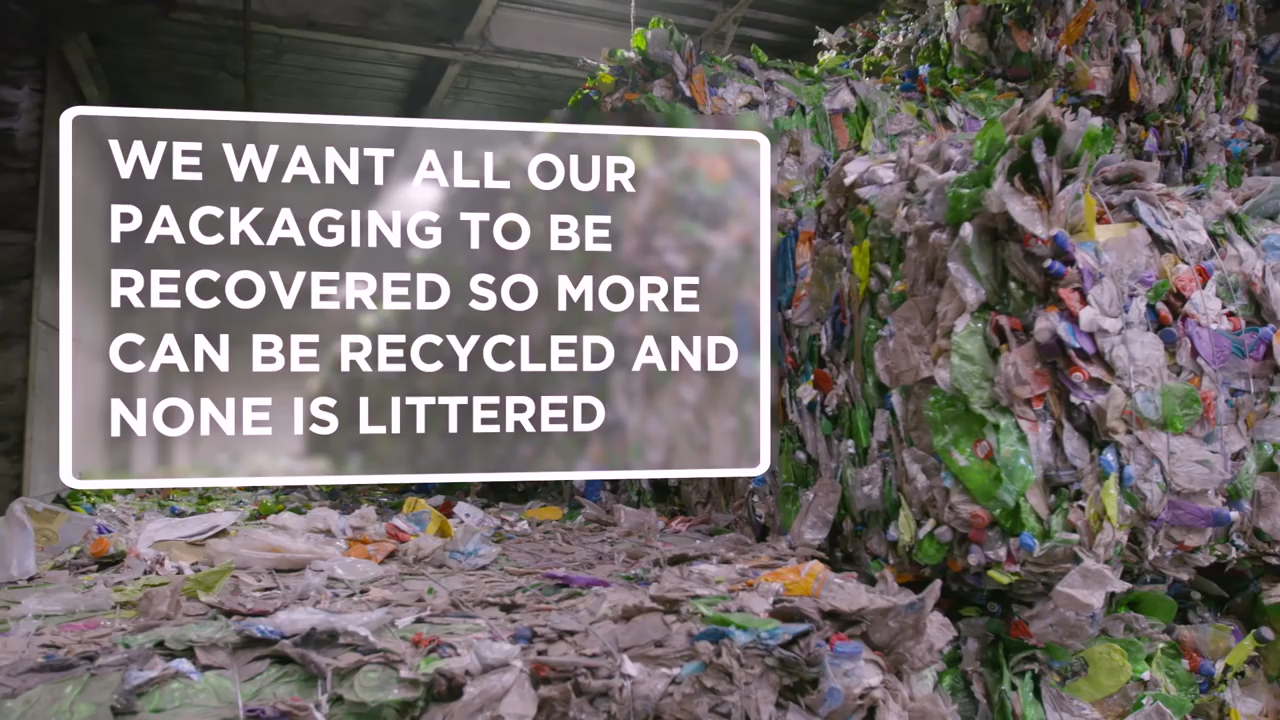 WE WANT ALL OUR
PACKAGING TO BE
RECOVERED SO MORE
CAN BE RECYCLED AND
NONE IS LITTERED